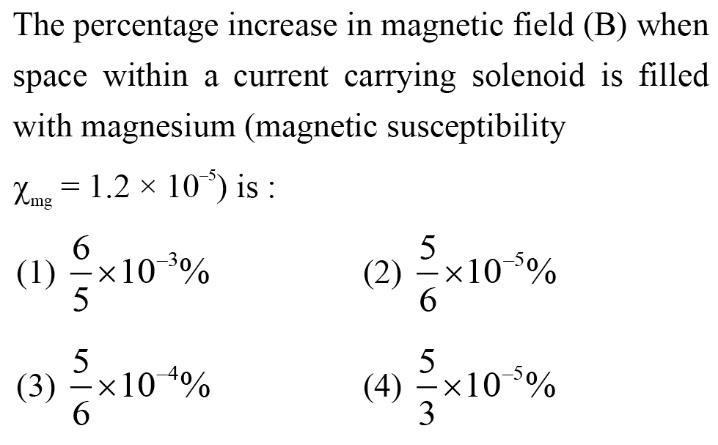 The percentage increase in magnetic field (B) when
space within a current carrying solenoid is filled
with magnesium (magnetic susceptibility
χmg = 1.2 × 10⁻⁵) is :
(1) 6/5 ×10⁻³% (2) 5/6 ×10⁻⁵%
(3) 5/6 ×10⁻⁴% (4) 5/3 ×10⁻⁵%